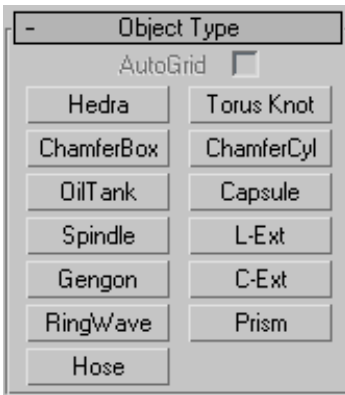 - Object Type
AutoGrid
Hedra Torus Knot
ChamferBox ChamferCyl
OilTank Capsule
Spindle L-Ext
Gengon C-Ext
RingWave Prism
Hose